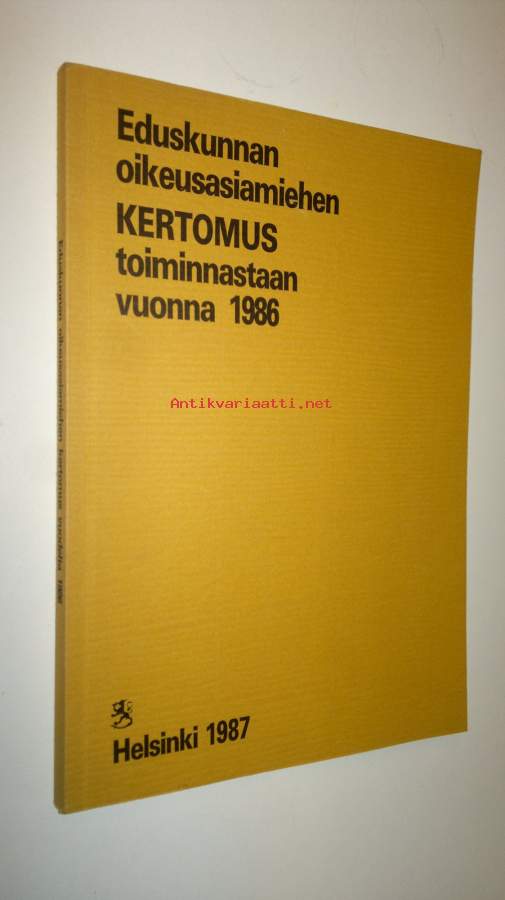 Eduskunnan
oikeusasiamiehen
KERTOMUS
toiminnastaan
vuonna 1986
Antikvariaatti.net
Helsinki 1987
Eduskunnan oikeusasiamiehen kertomus vuodelta 1986